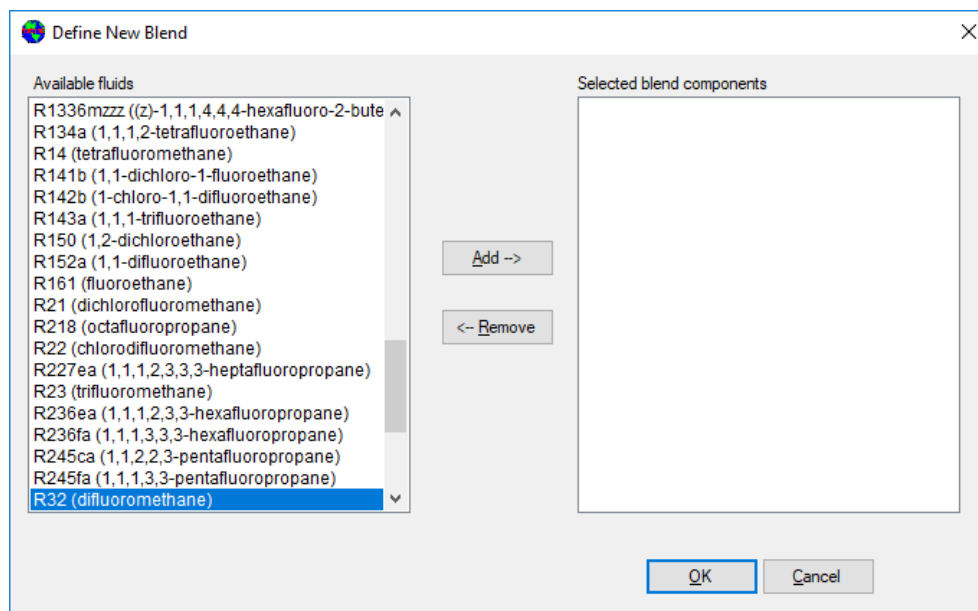 Define New Blend
Available fluids
Selected blend components
R1336mzzz ((z)-1,1,1,4,4,4-hexafluoro-2-bute
R134a (1,1,1,2-tetrafluoroethane)
R14 (tetrafluoromethane)
R141b (1,1-dichloro-1-fluoroethane)
R142b (1-chloro-1,1-difluoroethane)
R143a (1,1,1-trifluoroethane)
R150 (1,2-dichloroethane)
R152a (1,1-difluoroethane)
R161 (fluoroethane)
R21 (dichlorofluoromethane)
R218 (octafluoropropane)
R22 (chlorodifluoromethane)
R227ea (1,1,1,2,3,3,3-heptafluoropropane)
R23 (trifluoromethane)
R236ea (1,1,1,2,3,3-hexafluoropropane)
R236fa (1,1,1,3,3,3-hexafluoropropane)
R245ca (1,1,2,2,3-pentafluoropropane)
R245fa (1,1,1,3,3-pentafluoropropane)
R32 (difluoromethane)
Add -->
<-- Remove
OK
Cancel